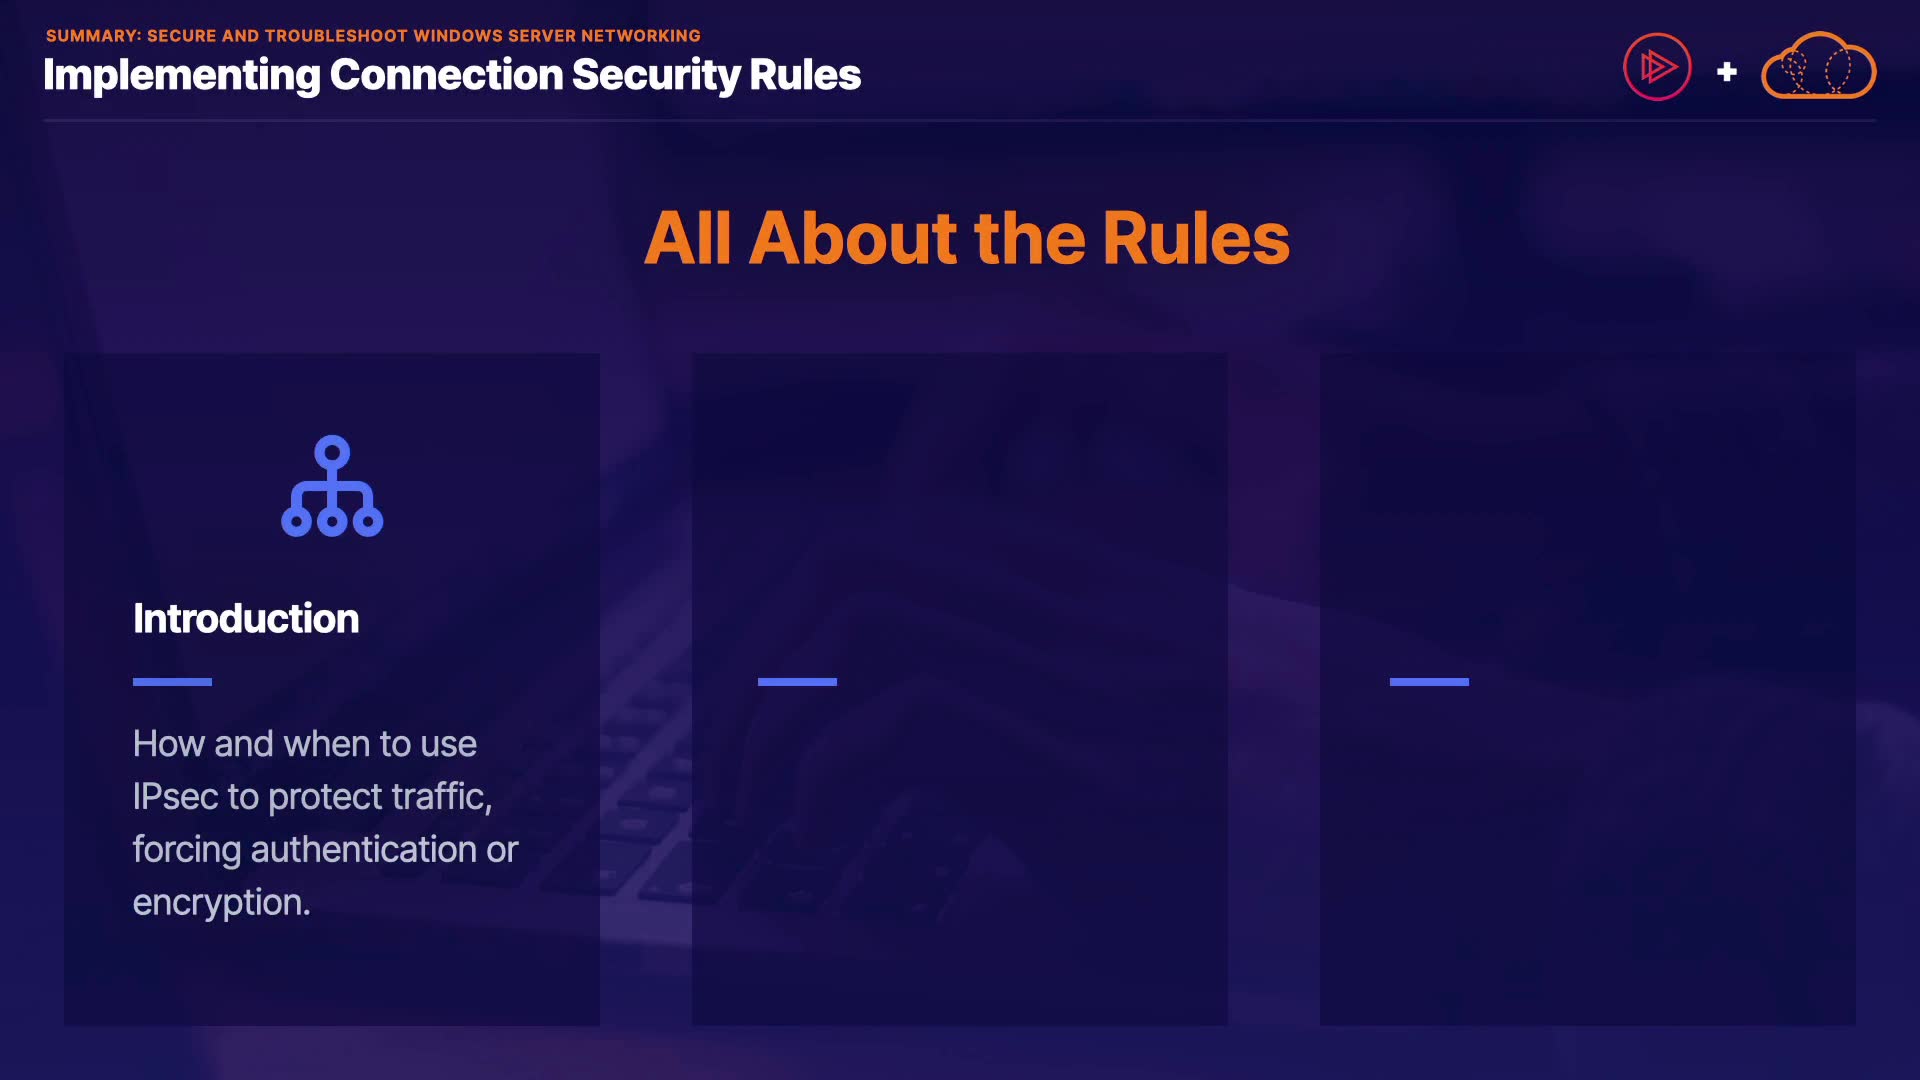 SUMMARY: SECURE AND TROUBLESHOOT WINDOWS SERVER NETWORKING
Implementing Connection Security Rules
+
All About the Rules
Introduction
How and when to use
IPsec to protect traffic,
forcing authentication or
encryption.